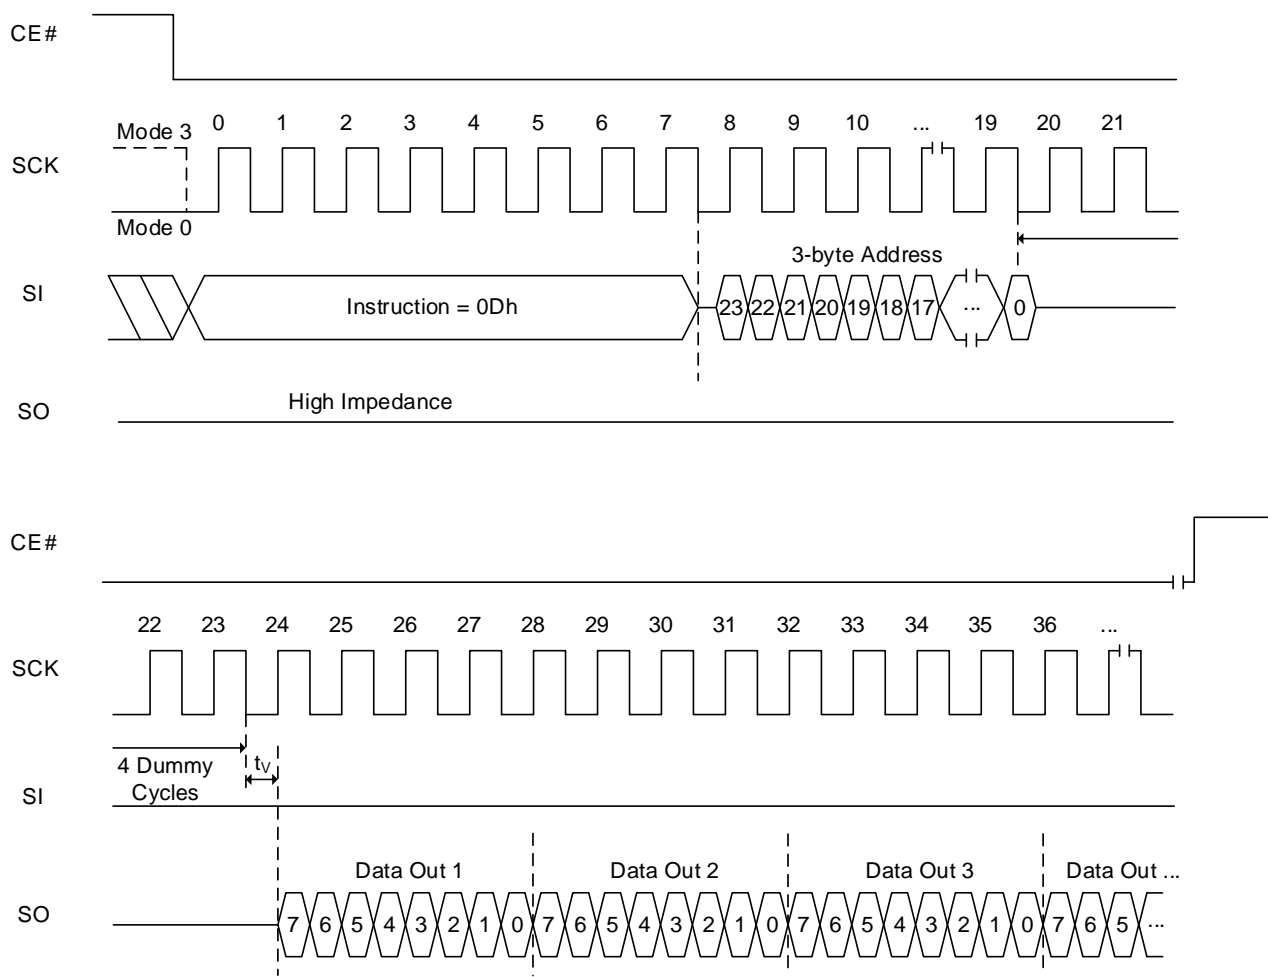 CE#
Mode 3 0 1 2 3 4 5 6 7 8 9 10 ... 19 20 21
SCK
Mode 0
3-byte Address
SI Instruction = 0Dh 23 22 21 20 19 18 17 ... 0
High Impedance
SO
CE#
22 23 24 25 26 27 28 29 30 31 32 33 34 35 36 ...
SCK
4 Dummy tV
Cycles
SI
Data Out 1 Data Out 2 Data Out 3 Data Out ...
SO 7 6 5 4 3 2 1 0 7 6 5 4 3 2 1 0 7 6 5 4 3 2 1 0 7 6 5 ...